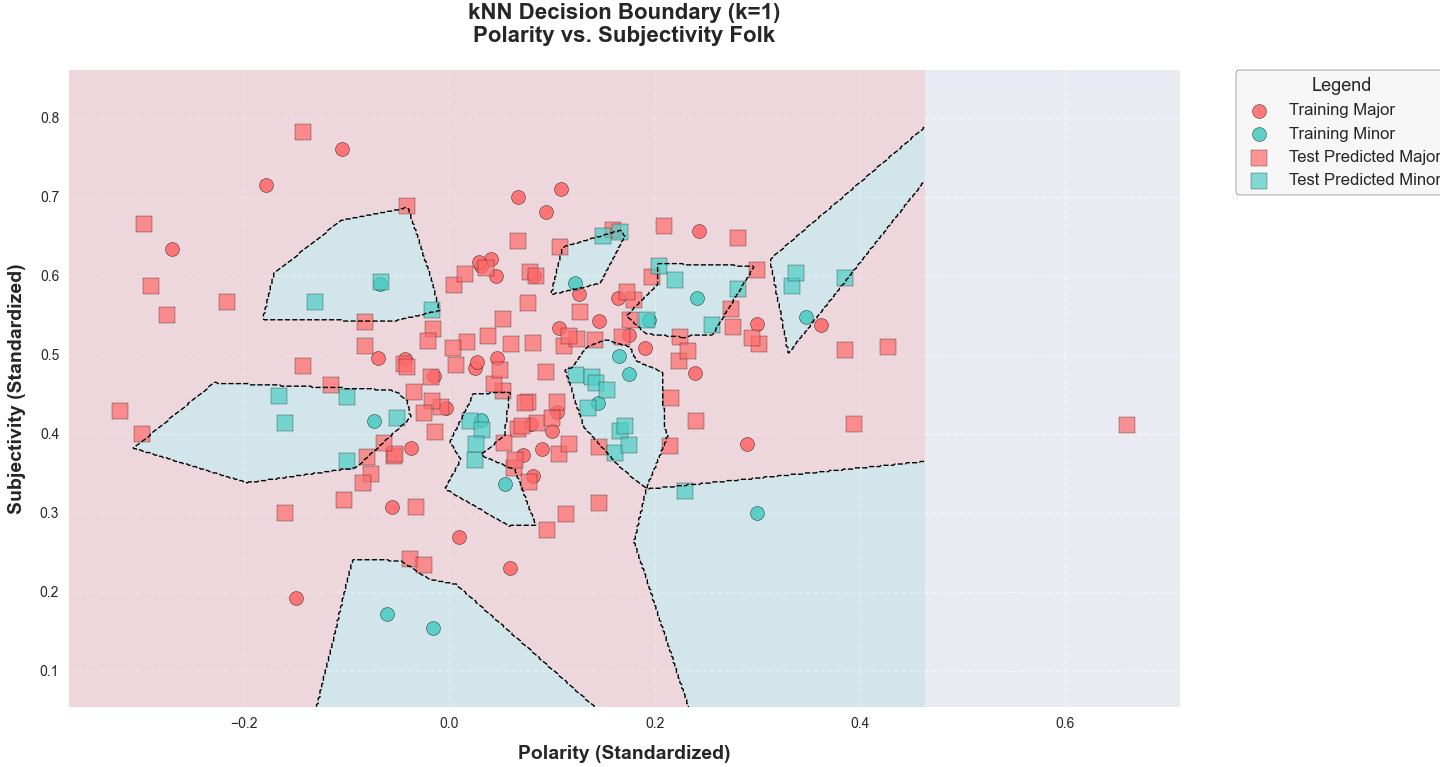 kNN Decision Boundary (k=1)
Polarity vs. Subjectivity Folk
Legend
Training Major
Training Minor
Test Predicted Major
Test Predicted Minor
Subjectivity (Standardized)
0.8
0.7
0.6
0.5
0.4
0.3
0.2
0.1
−0.2
0.0
0.2
0.4
0.6
Polarity (Standardized)